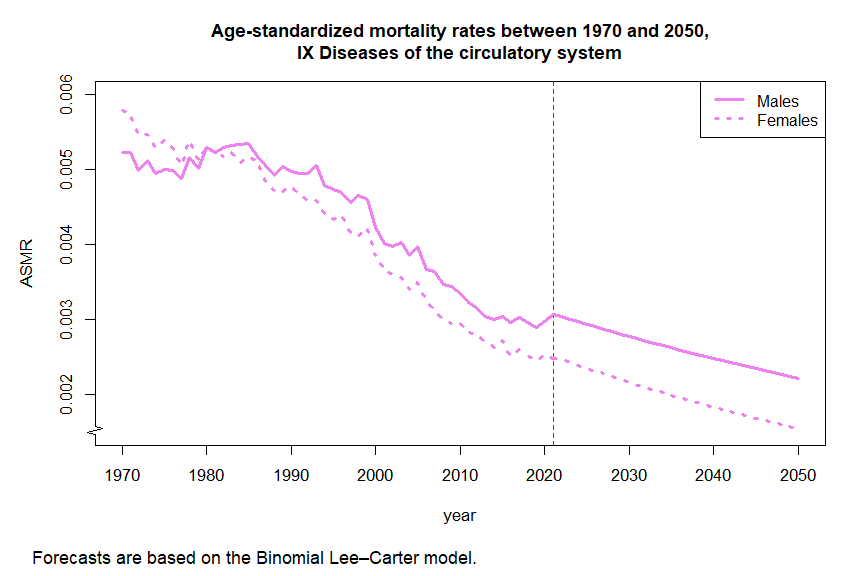 Age-standardized mortality rates between 1970 and 2050,
IX Diseases of the circulatory system
Males
Females
ASMR
0.006
0.005
0.004
0.003
0.002
1970 1980 1990 2000 2010 2020 2030 2040 2050
year
Forecasts are based on the Binomial Lee–Carter model.